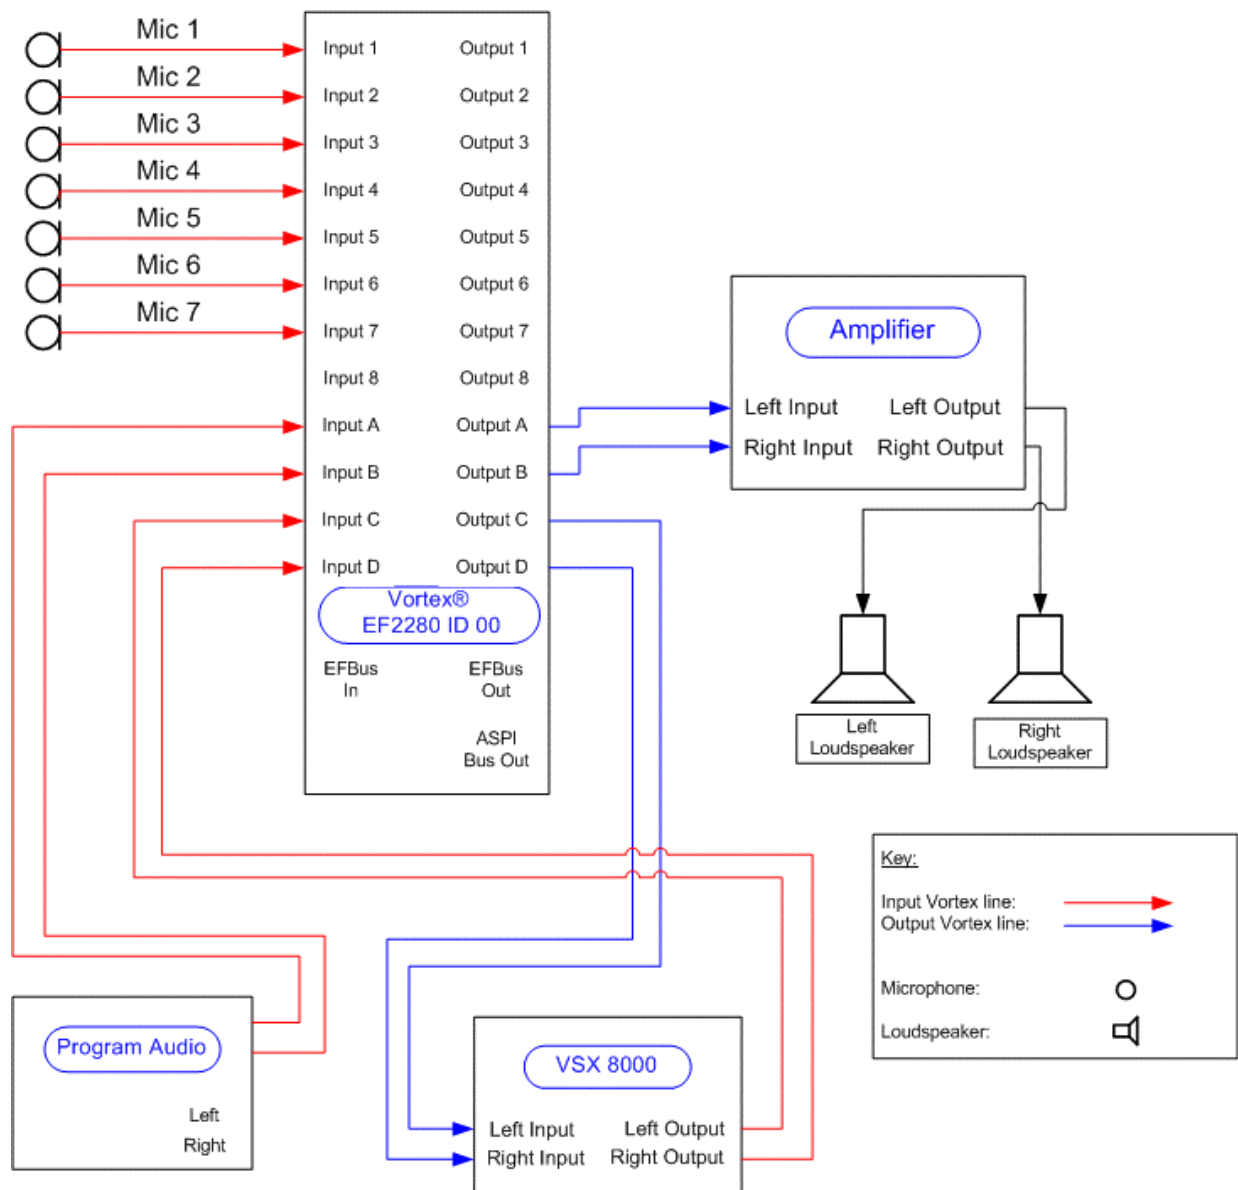 Mic 1
Mic 2
Mic 3
Mic 4
Mic 5
Mic 6
Mic 7
Input 1 Output 1
Input 2 Output 2
Input 3 Output 3
Input 4 Output 4
Input 5 Output 5
Input 6 Output 6
Input 7 Output 7
Input 8 Output 8
Input A Output A
Input B Output B
Input C Output C
Input D Output D
Vortex®
EF2280 ID 00
EFBus
In
EFBus
Out
ASPI
Bus Out
Amplifier
Left Input Left Output
Right Input Right Output
Left
Loudspeaker
Right
Loudspeaker
Key:
Input Vortex line:
Output Vortex line:
Microphone:
Loudspeaker:
Program Audio
Left
Right
VSX 8000
Left Input Left Output
Right Input Right Output